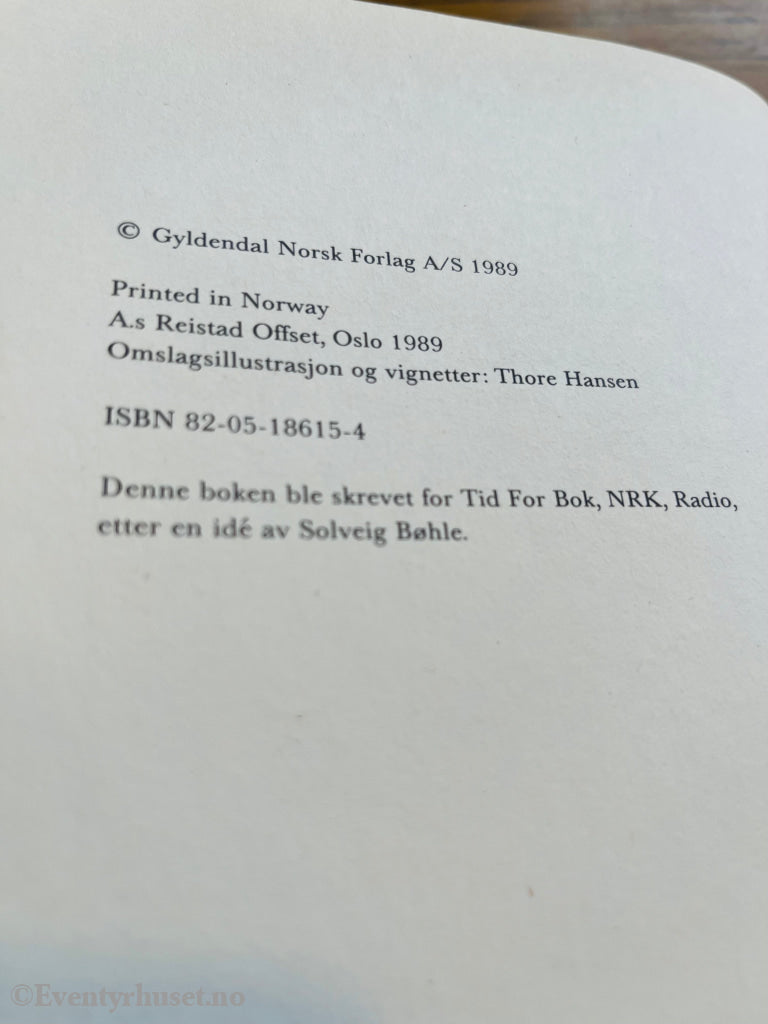 © Gyldendal Norsk Forlag A/S 1989
Printed in Norway
A.s Reistad Offset, Oslo 1989
Omslagsillustrasjon og vignetter: Thore Hansen
ISBN 82-05-18615-4
Denne boken ble skrevet for Tid For Bok, NRK, Radio,
etter en idé av Solveig Bøhle.
©Eventyrhuset.no